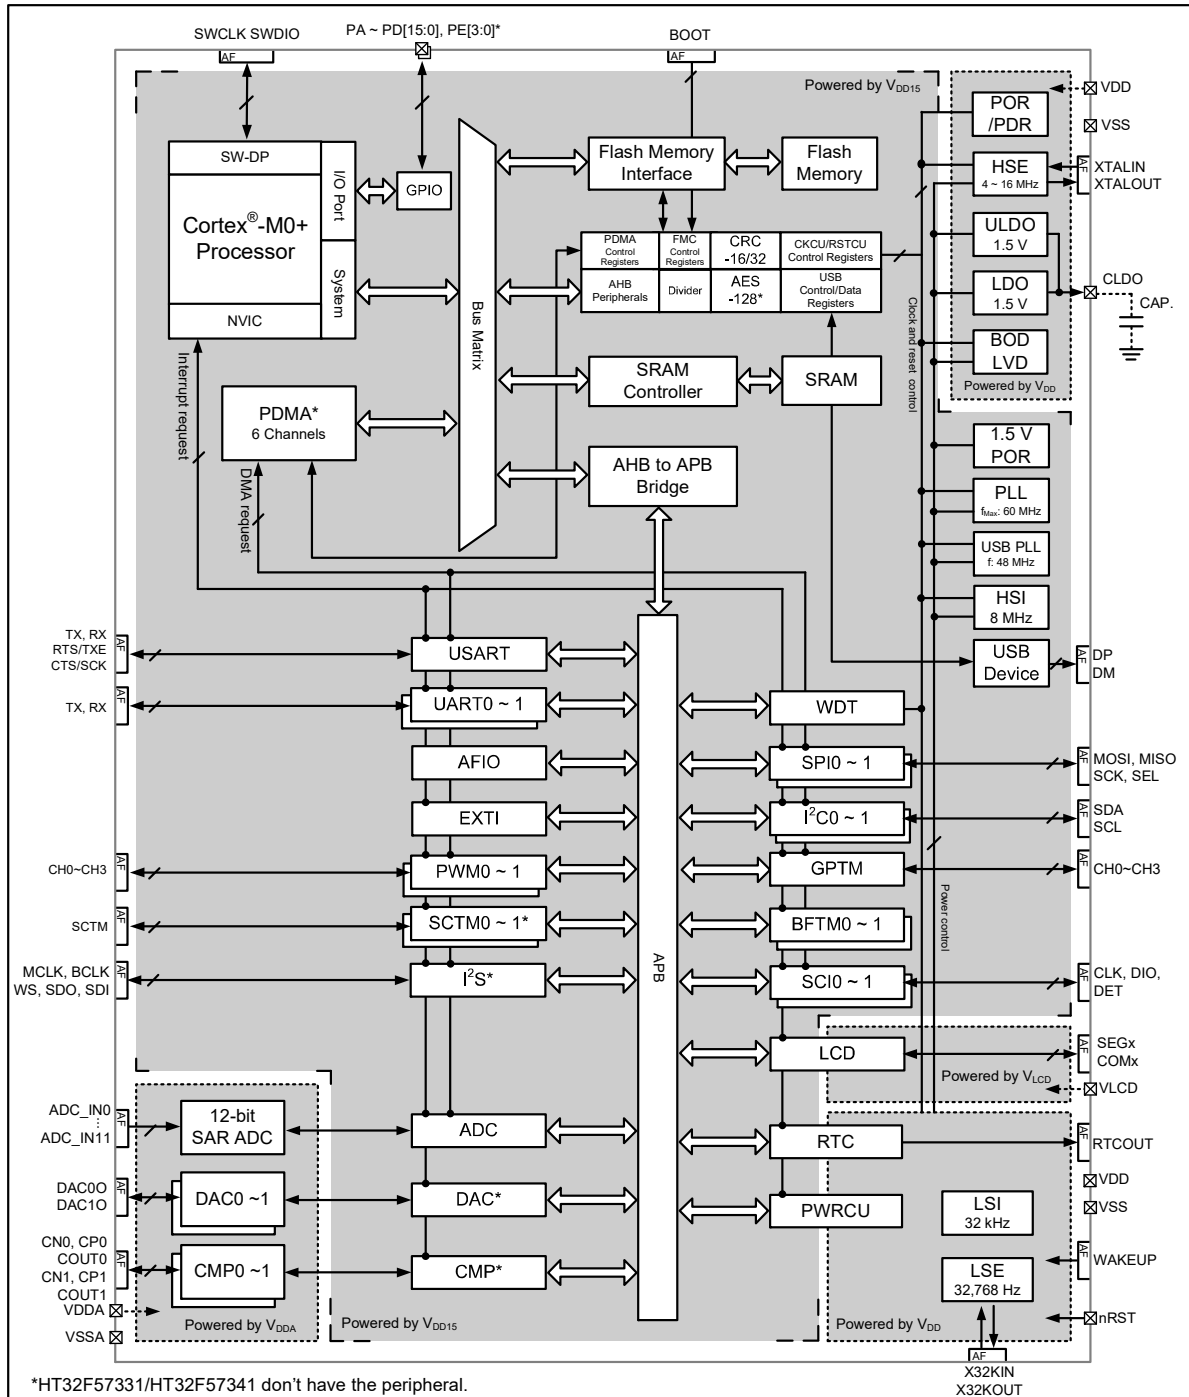 SWCLK SWDIO
PA ~ PD[15:0], PE[3:0]*
BOOT
AF
AF
Powered by VDD15
POR
/PDR
VDD
VSS
SW-DP
Cortex®-M0+
Processor
NVIC
I/O Port
System
GPIO
Bus Matrix
Flash Memory
Interface
Flash
Memory
HSE
4 ~ 16 MHz
AF
XTALIN
XTALOUT
ULDO
1.5 V
LDO
1.5 V
CLDO
CAP.
BOD
LVD
Powered by VDD
PDMA
Control
Registers
FMC
Control
Registers
CRC
-16/32
CKCU/RSTCU
Control Registers
AHB
Peripherals
Divider
AES
-128*
USB
Control/Data
Registers
Clock and reset control
Interrupt request
SRAM
Controller
SRAM
PDMA*
6 Channels
DMA request
AHB to APB
Bridge
1.5 V
POR
PLL
fMax: 60 MHz
USB PLL
f: 48 MHz
HSI
8 MHz
USB
Device
AF
DP
DM
TX, RX
RTS/TXE
CTS/SCK
AF
USART
TX, RX
AF
UART0 ~ 1
WDT
AFIO
SPI0 ~ 1
AF
MOSI, MISO
SCK, SEL
EXTI
I2C0 ~ 1
AF
SDA
SCL
CH0~CH3
AF
PWM0 ~ 1
GPTM
AF
CH0~CH3
SCTM
AF
SCTM0 ~ 1*
BFTM0 ~ 1
Power control
APB
MCLK, BCLK
WS, SDO, SDI
AF
I2S*
SCI0 ~ 1
AF
CLK, DIO,
DET
LCD
AF
SEGx
COMx
Powered by VLCD
VLCD
ADC_IN0
⋮
ADC_IN11
AF
12-bit
SAR ADC
ADC
RTC
AF
RTCOUT
VDD
VSS
DAC0O
DAC1O
AF
DAC0 ~1
DAC*
PWRCU
LSI
32 kHz
CN0, CP0
COUT0
CN1, CP1
COUT1
AF
CMP0 ~1
CMP*
LSE
32,768 Hz
AF
WAKEUP
VDDA
VSSA
Powered by VDDA
Powered by VDD15
Powered by VDD
nRST
AF
X32KIN
X32KOUT
*HT32F57331/HT32F57341 don't have the peripheral.